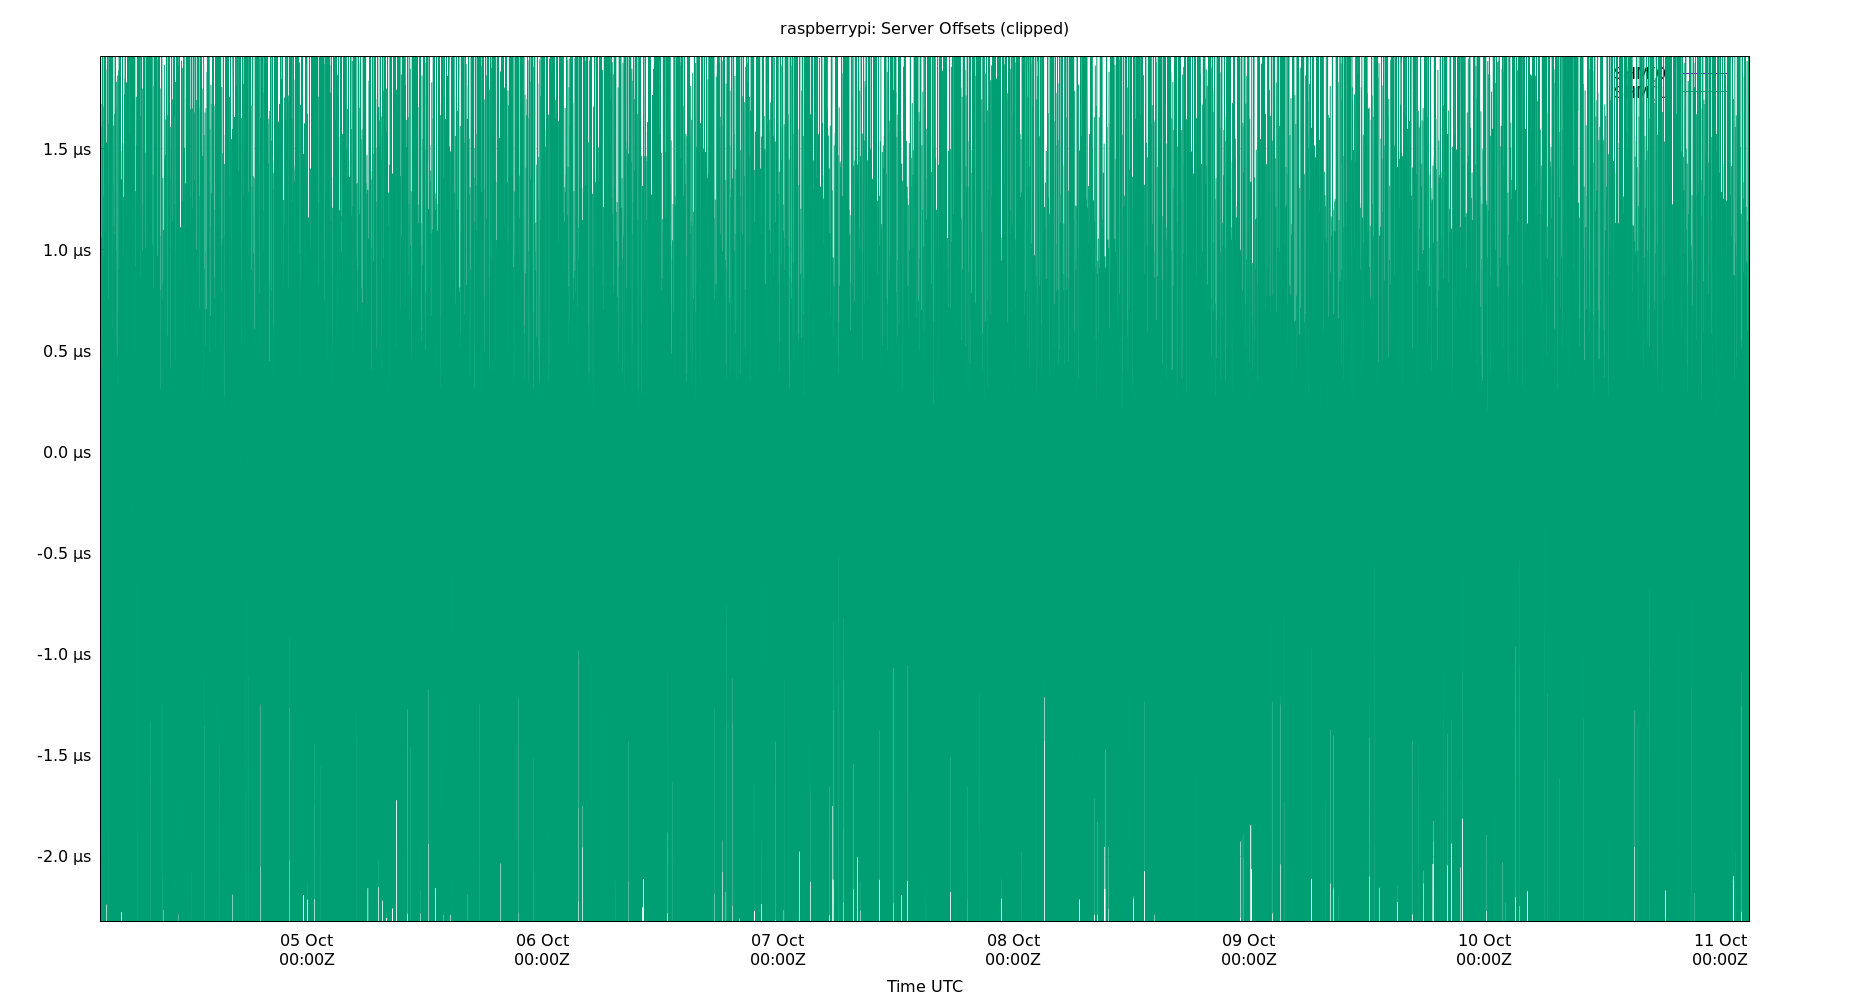 raspberrypi: Server Offsets (clipped)
1.5 µs
1.0 µs
0.5 µs
0.0 µs
-0.5 µs
-1.0 µs
-1.5 µs
-2.0 µs
05 Oct 06 Oct 07 Oct 08 Oct 09 Oct 10 Oct 11 Oct
00:00Z 00:00Z 00:00Z 00:00Z 00:00Z 00:00Z 00:00Z
Time UTC